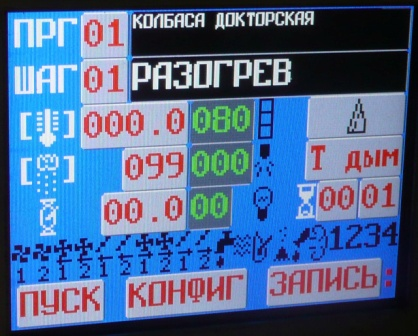 ПРГ 01 КОЛБАСА ДОКТОРСКАЯ
ШАГ 01 РАЗОГРЕВ
[ ] 000.0 080
[ ] 099 000 Т дым
00.0 00 00 01
1 2 1 2 1 2 1 2 1234
ПУСК КОНФИГ ЗАПИСЬ: